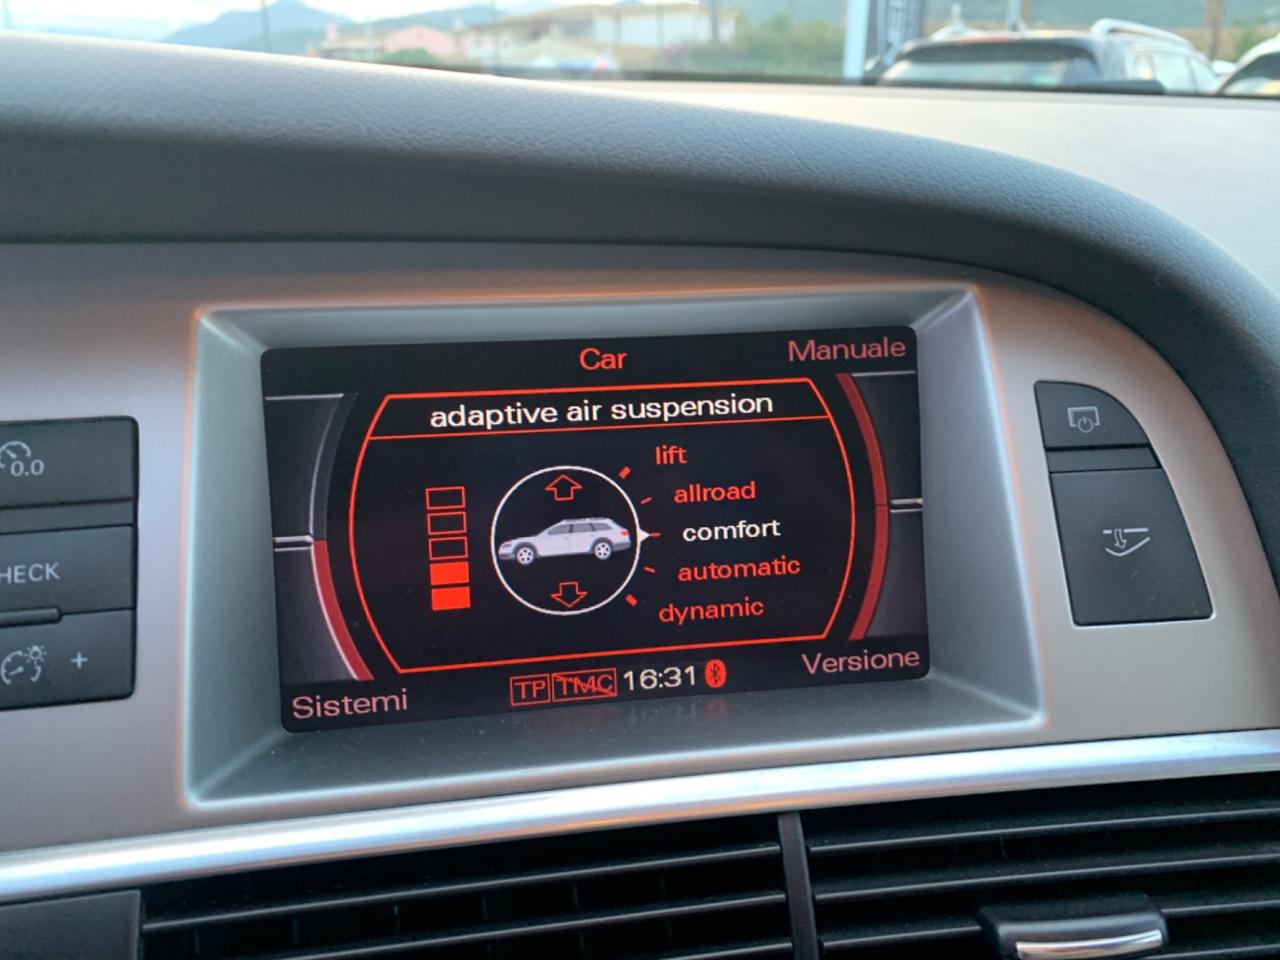 Car
Manuale
adaptive air suspension
lift
allroad
comfort
automatic
dynamic
Sistemi
TP TMC 16:31
Versione
0.0
HECK
+